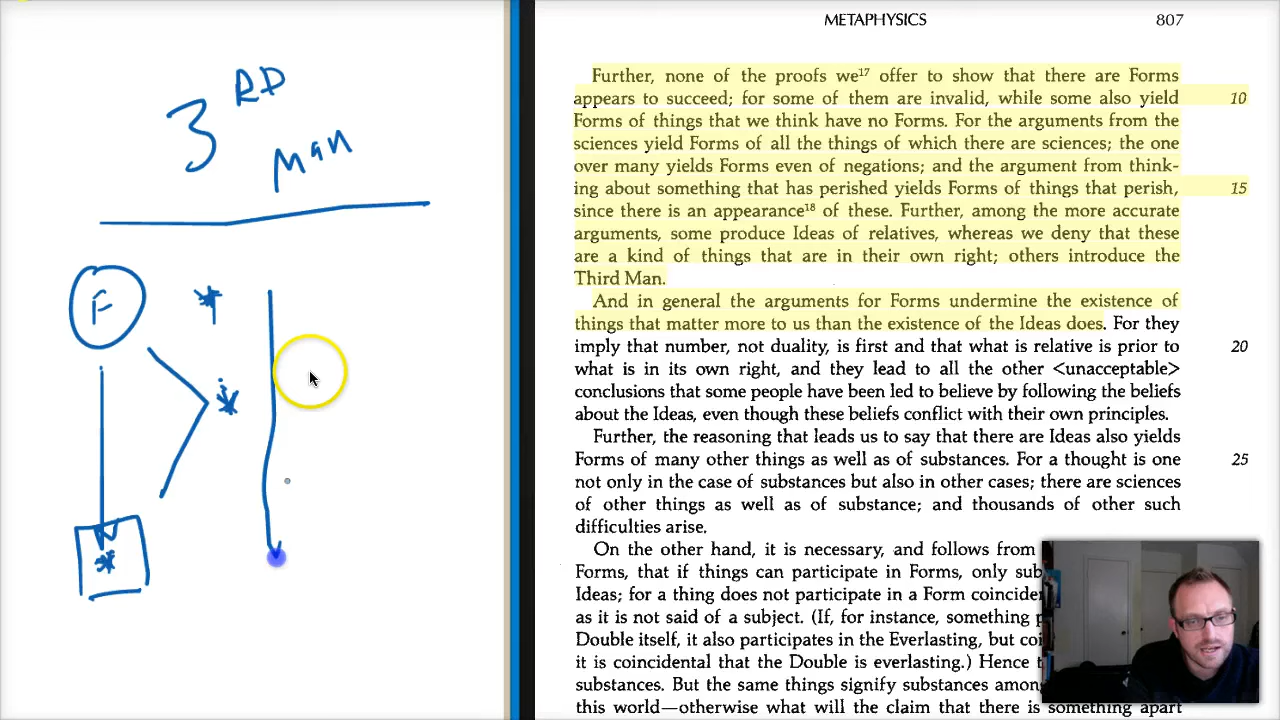 3RD
Man
F
METAPHYSICS 807
Further, none of the proofs we17 offer to show that there are Forms
appears to succeed; for some of them are invalid, while some also yield 10
Forms of things that we think have no Forms. For the arguments from the
sciences yield Forms of all the things of which there are sciences; the one
over many yields Forms even of negations; and the argument from think-
ing about something that has perished yields Forms of things that perish, 15
since there is an appearance18 of these. Further, among the more accurate
arguments, some produce Ideas of relatives, whereas we deny that these
are a kind of things that are in their own right; others introduce the
Third Man.
And in general the arguments for Forms undermine the existence of
things that matter more to us than the existence of the Ideas does. For they
imply that number, not duality, is first and that what is relative is prior to 20
what is in its own right, and they lead to all the other <unacceptable>
conclusions that some people have been led to believe by following the beliefs
about the Ideas, even though these beliefs conflict with their own principles.
Further, the reasoning that leads us to say that there are Ideas also yields
Forms of many other things as well as of substances. For a thought is one 25
not only in the case of substances but also in other cases; there are sciences
of other things as well as of substance; and thousands of other such
difficulties arise.
On the other hand, it is necessary, and follows from
Forms, that if things can participate in Forms, only sub
Ideas; for a thing does not participate in a Form coincide
as it is not said of a subject. (If, for instance, something p
Double itself, it also participates in the Everlasting, but coi
it is coincidental that the Double is everlasting.) Hence t
substances. But the same things signify substances among
this world—otherwise what will the claim that there is something apart